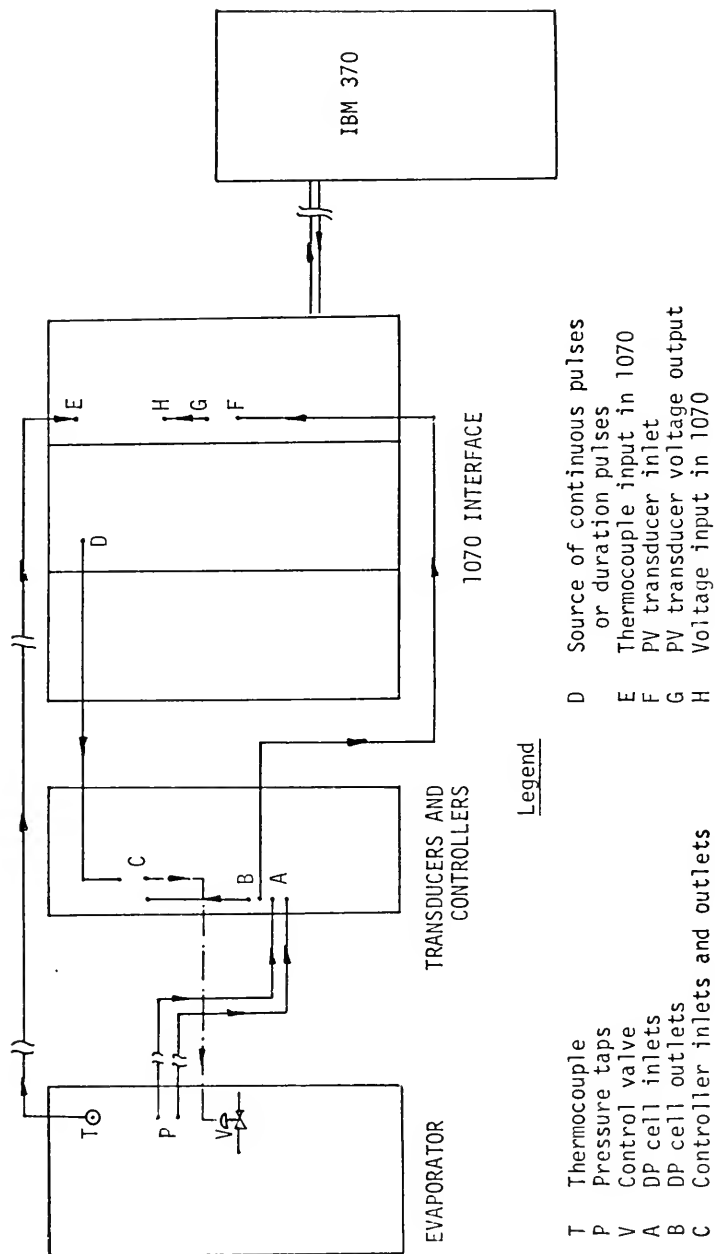 T
P
V
EVAPORATOR
C
B
A
TRANSDUCERS AND
CONTROLLERS
D
E
H
G
F
1070 INTERFACE
IBM 370
Legend
T Thermocouple
P Pressure taps
V Control valve
A DP cell inlets
B DP cell outlets
C Controller inlets and outlets
D Source of continuous pulses
or duration pulses
E Thermocouple input in 1070
F PV transducer inlet
G PV transducer voltage output
H Voltage input in 1070